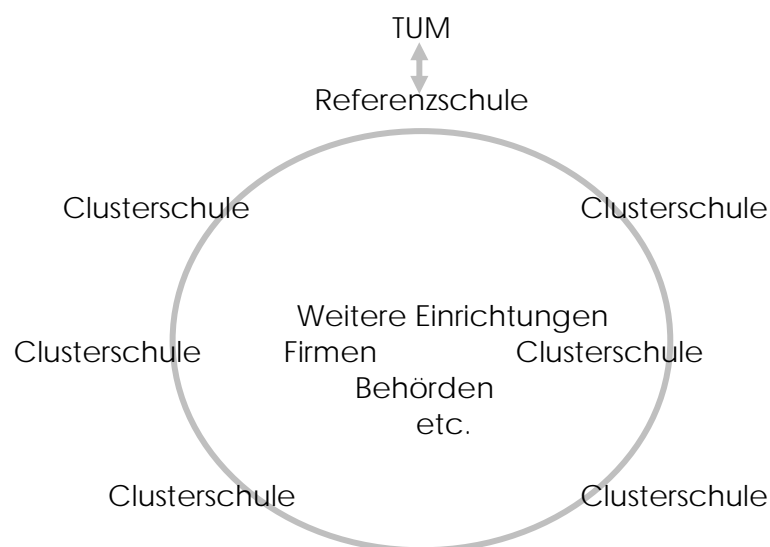 TUM
Referenzschule
Clusterschule
Clusterschule
Weitere Einrichtungen
Clusterschule
Firmen
Clusterschule
Behörden
etc.
Clusterschule
Clusterschule